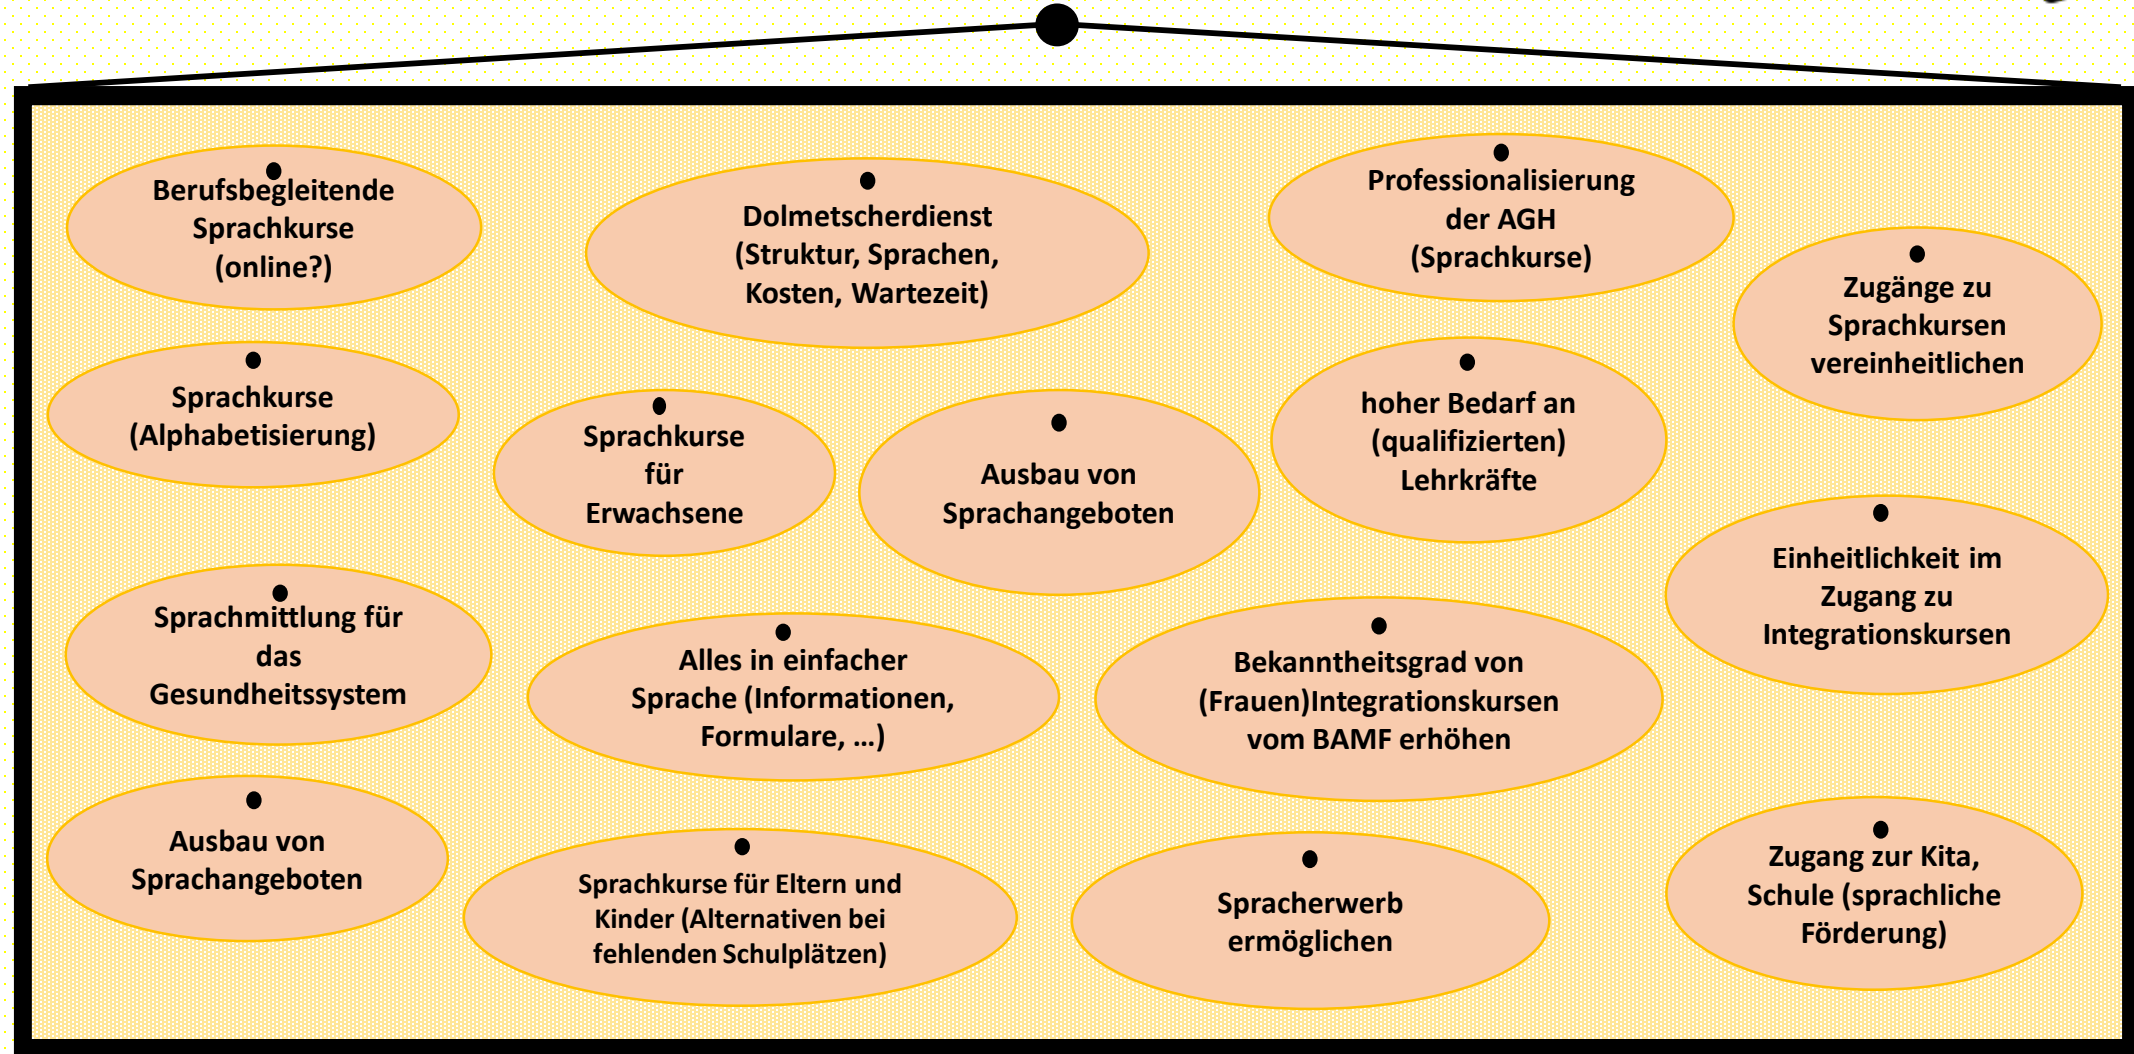 Berufsbegleitende
Sprachkurse
(online?)
Dolmetscherdienst
(Struktur, Sprachen,
Kosten, Wartezeit)
Professionalisierung
der AGH
(Sprachkurse)
Zugänge zu
Sprachkursen
vereinheitlichen
Sprachkurse
(Alphabetisierung)
Sprachkurse
für
Erwachsene
Ausbau von
Sprachangeboten
hoher Bedarf an
(qualifizierten)
Lehrkräfte
Einheitlichkeit im
Zugang zu
Integrationskursen
Sprachmittlung für
das
Gesundheitssystem
Alles in einfacher
Sprache (Informationen,
Formulare, …)
Bekanntheitsgrad von
(Frauen)Integrationskursen
vom BAMF erhöhen
Ausbau von
Sprachangeboten
Sprachkurse für Eltern und
Kinder (Alternativen bei
fehlenden Schulplätzen)
Spracherwerb
ermöglichen
Zugang zur Kita,
Schule (sprachliche
Förderung)